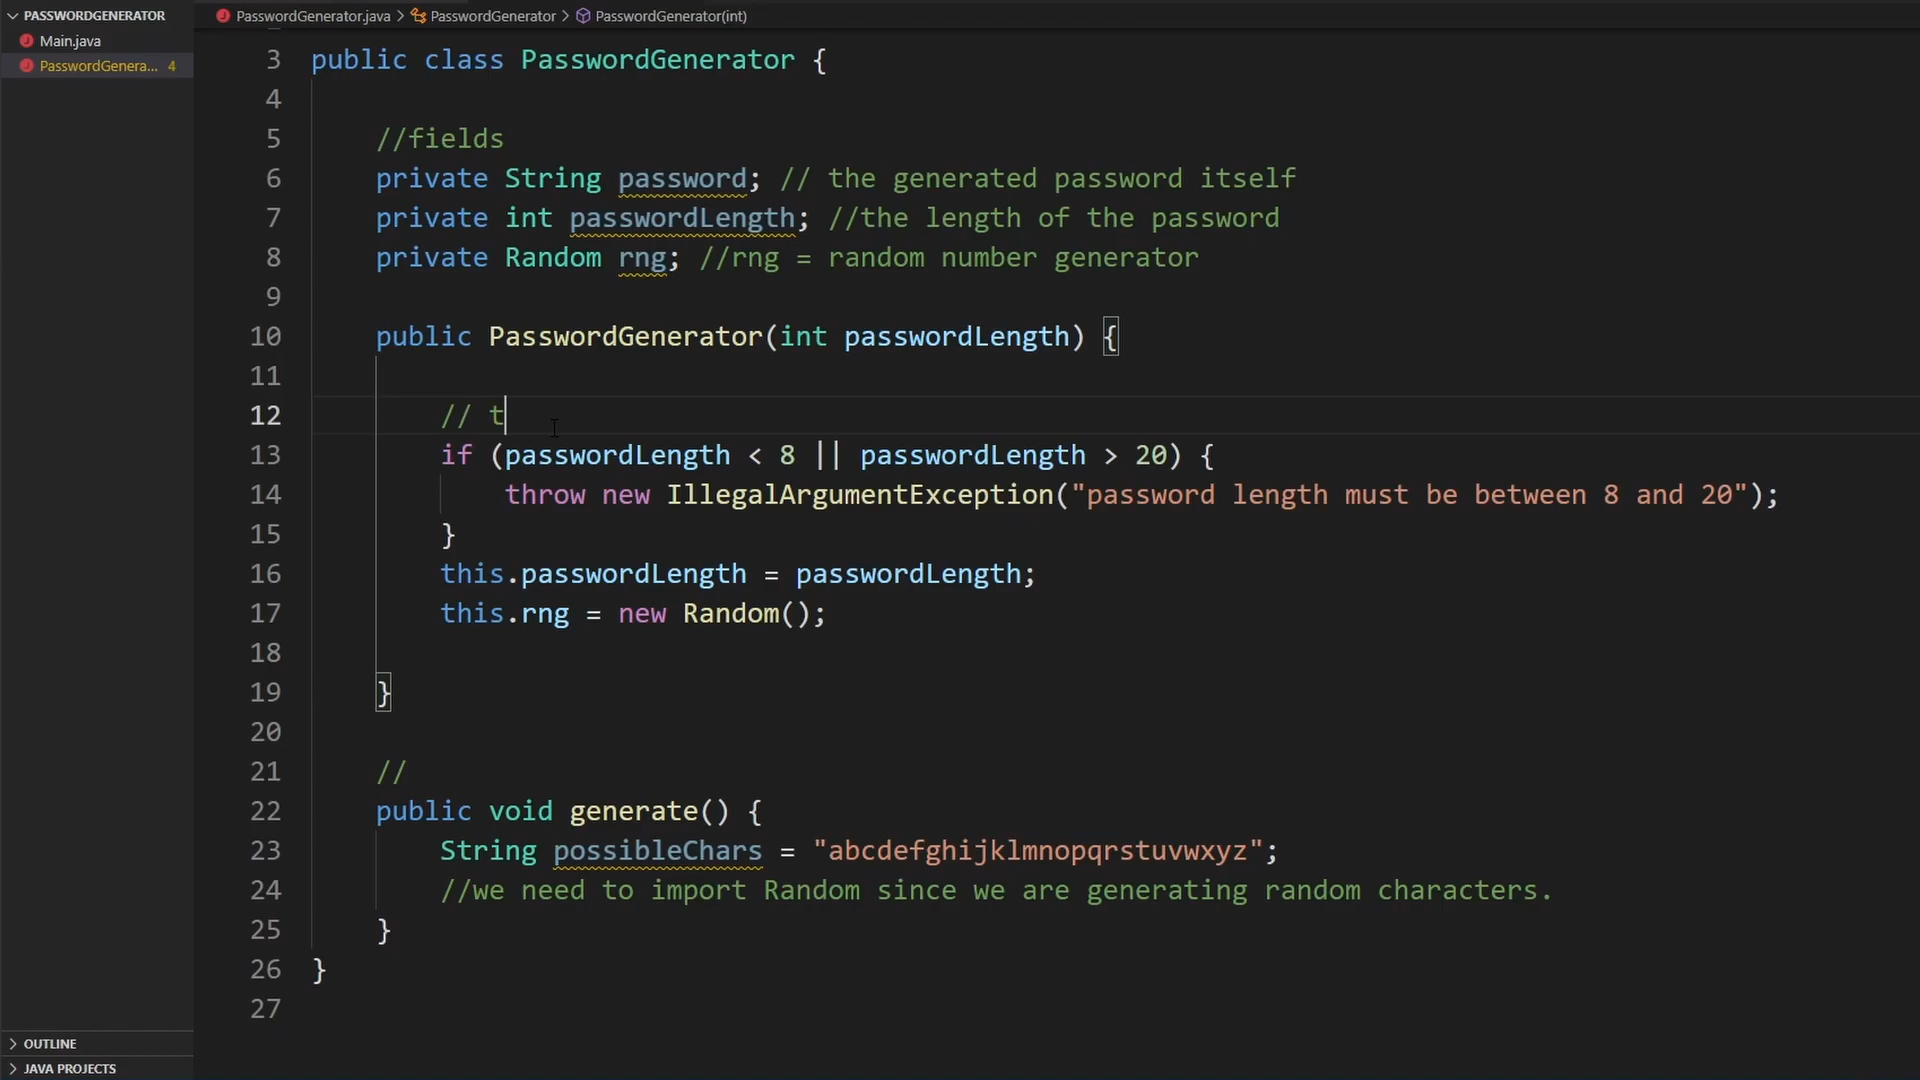 PASSWORDGENERATOR
Main.java
PasswordGenera... 4
PasswordGenerator.java > PasswordGenerator > PasswordGenerator(int)
3 public class PasswordGenerator {
4
5 //fields
6 private String password; // the generated password itself
7 private int passwordLength; //the length of the password
8 private Random rng; //rng = random number generator
9
10 public PasswordGenerator(int passwordLength) {
11
12 // t
13 if (passwordLength < 8 || passwordLength > 20) {
14 throw new IllegalArgumentException("password length must be between 8 and 20");
15 }
16 this.passwordLength = passwordLength;
17 this.rng = new Random();
18
19 }
20
21 //
22 public void generate() {
23 String possibleChars = "abcdefghijklmnopqrstuvwxyz";
24 //we need to import Random since we are generating random characters.
25 }
26 }
27
OUTLINE
JAVA PROJECTS